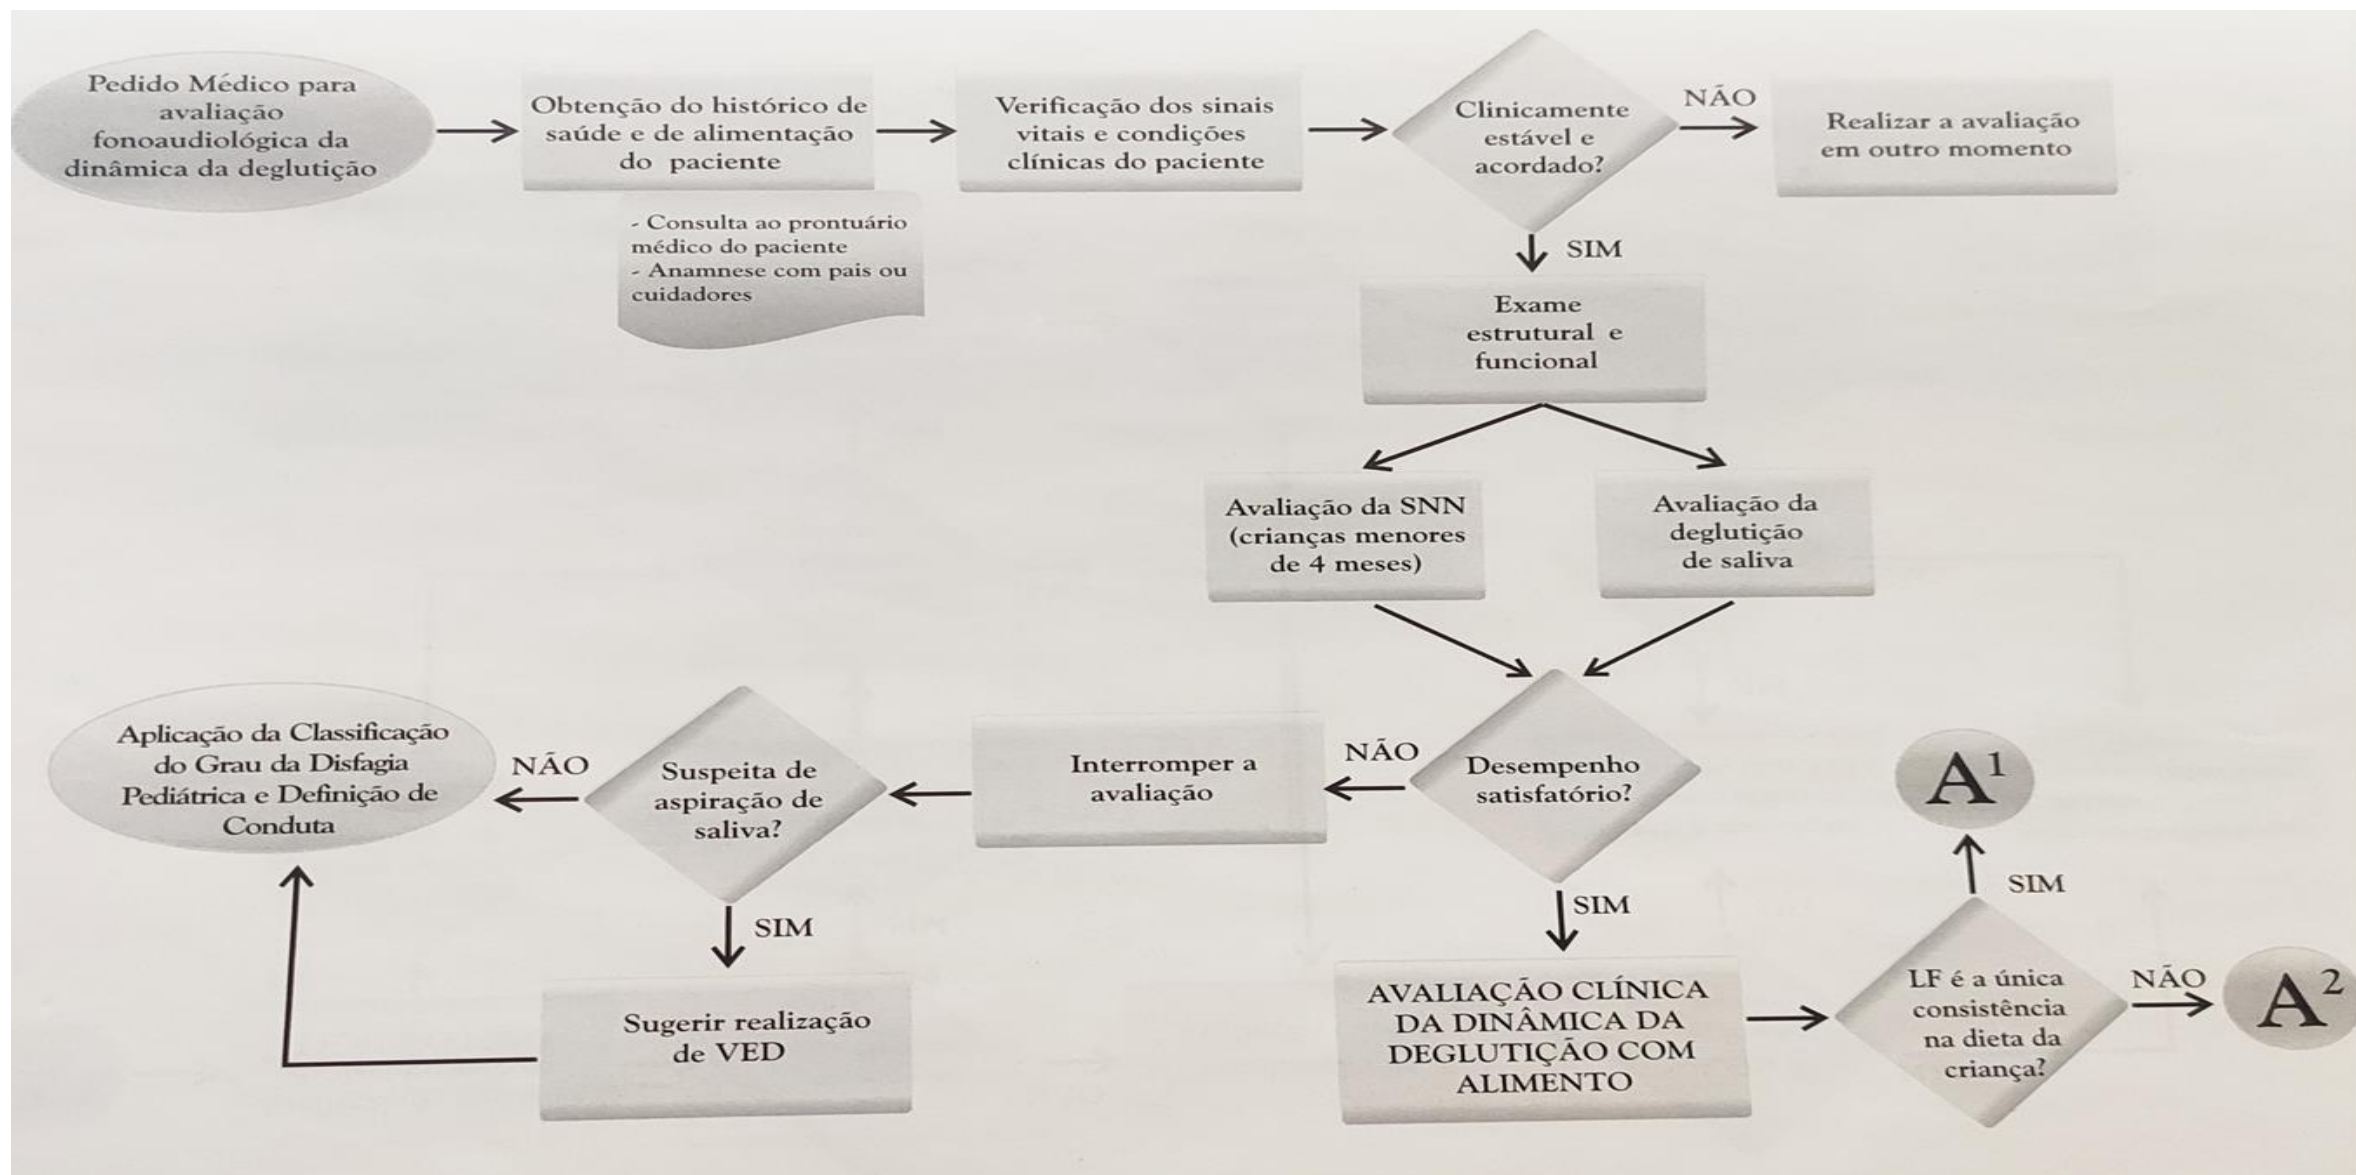 Pedido Médico para
avaliação
fonoaudiológica da
dinâmica da deglutição
Obtenção do histórico de
saúde e de alimentação
do paciente
- Consulta ao prontuário
médico do paciente
- Anamnese com pais ou
cuidadores
Verificação dos sinais
vitais e condições
clínicas do paciente
Clinicamente
estável e
acordado?
NÃO
Realizar a avaliação
em outro momento
SIM
Exame
estrutural e
funcional
Avaliação da SNN
(crianças menores
de 4 meses)
Avaliação da
deglutição
de saliva
Desempenho
satisfatório?
NÃO
Interromper a
avaliação
Suspeita de
aspiração de
saliva?
NÃO
Aplicação da Classificação
do Grau da Disfagia
Pediátrica e Definição de
Conduta
SIM
Sugerir realização
de VED
SIM
AVALIAÇÃO CLÍNICA
DA DINÂMICA DA
DEGLUTIÇÃO COM
ALIMENTO
LF é a única
consistência
na dieta da
criança?
SIM
A¹
NÃO
A²